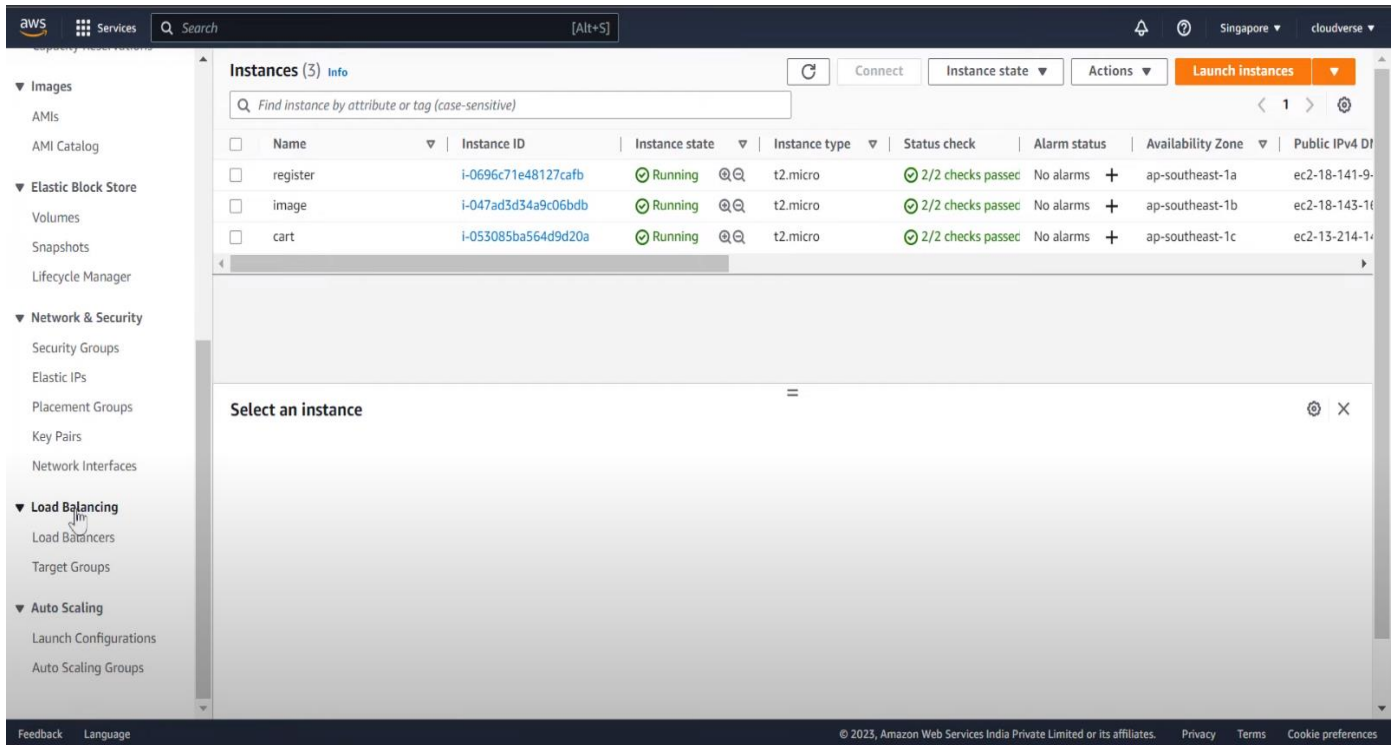 aws Services Search [Alt+S] Singapore cloudverse
Capacity Reservations
Images
AMIs
AMI Catalog
Elastic Block Store
Volumes
Snapshots
Lifecycle Manager
Network & Security
Security Groups
Elastic IPs
Placement Groups
Key Pairs
Network Interfaces
Load Balancing
Load Balancers
Target Groups
Auto Scaling
Launch Configurations
Auto Scaling Groups
Instances (3) Info Connect Instance state Actions Launch instances
Find instance by attribute or tag (case-sensitive) 1
Name Instance ID Instance state Instance type Status check Alarm status Availability Zone Public IPv4 DN
register i-0696c71e48127cafb Running t2.micro 2/2 checks passed No alarms + ap-southeast-1a ec2-18-141-9-
image i-047ad3d34a9c06bdb Running t2.micro 2/2 checks passed No alarms + ap-southeast-1b ec2-18-143-16
cart i-053085ba564d9d20a Running t2.micro 2/2 checks passed No alarms + ap-southeast-1c ec2-13-214-14
Select an instance
Feedback Language © 2023, Amazon Web Services India Private Limited or its affiliates. Privacy Terms Cookie preferences